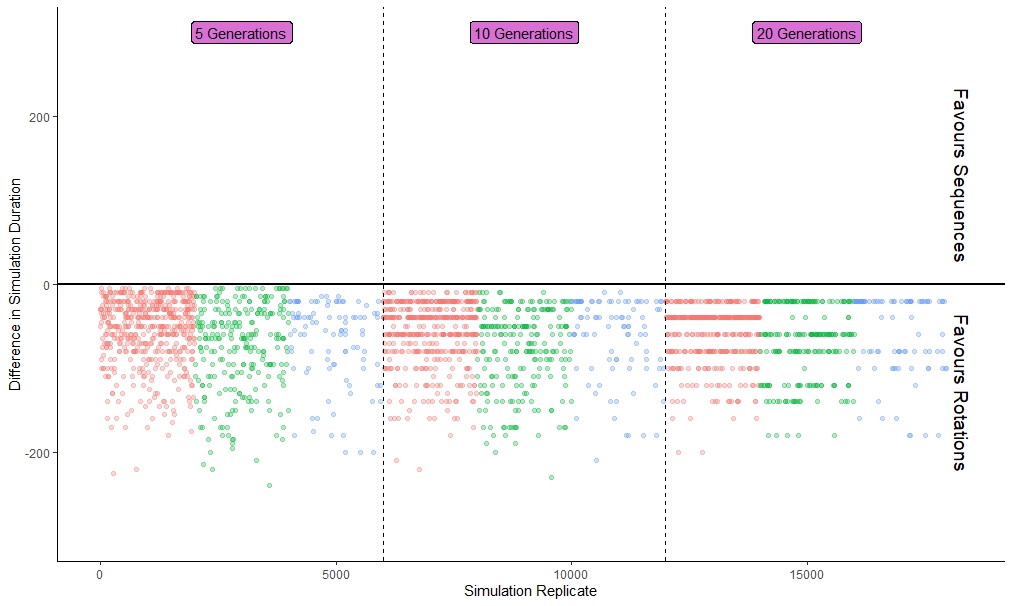 5 Generations
10 Generations
20 Generations
Favours Sequences
Favours Rotations
Difference in Simulation Duration
200
0
-200
0
5000
10000
15000
Simulation Replicate